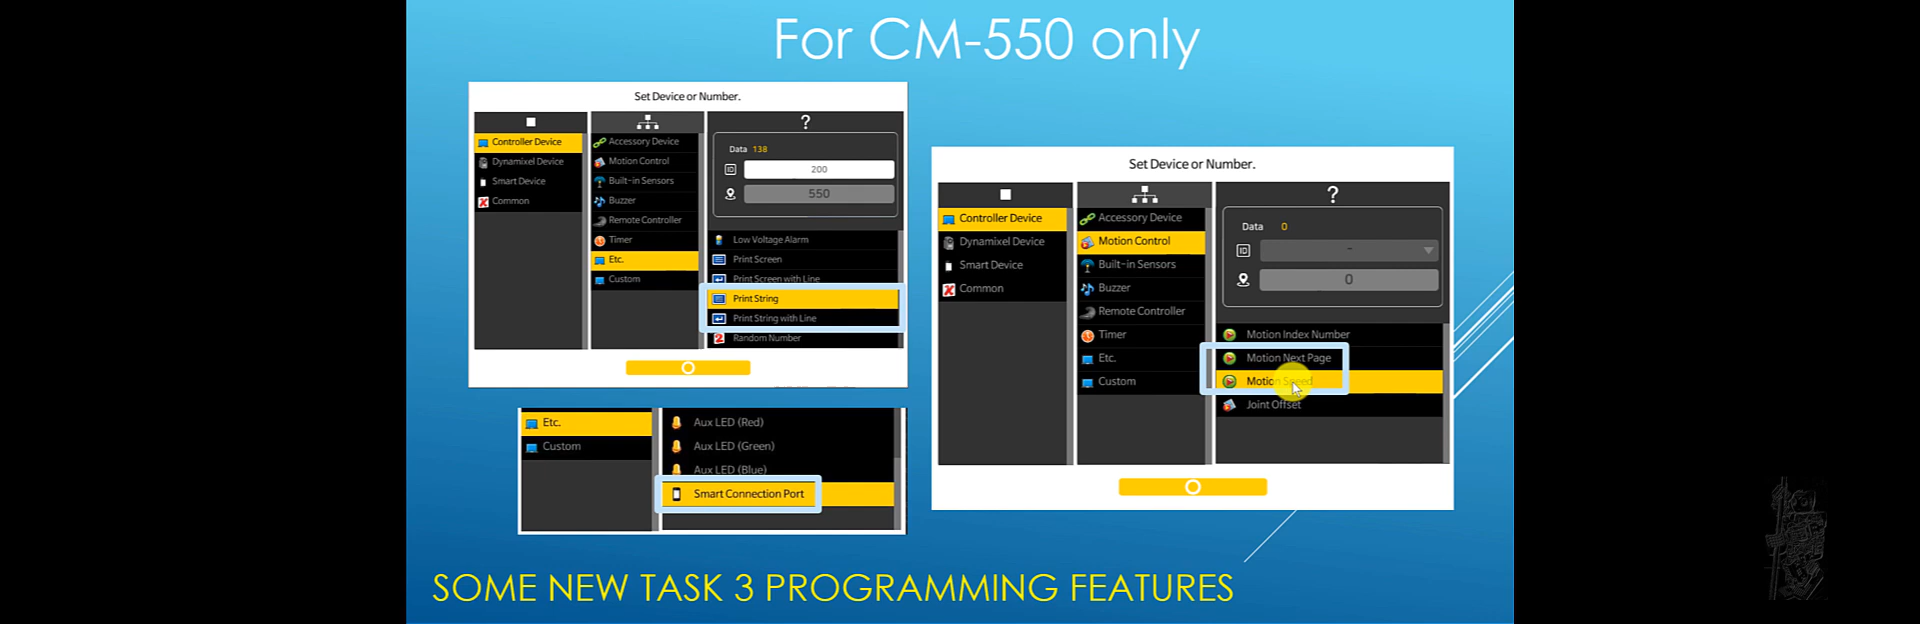 For CM-550 only
Set Device or Number.
Controller Device
Dynamixel Device
Smart Device
Common
Accessory Device
Motion Control
Built-in Sensors
Buzzer
Remote Controller
Timer
Etc.
Custom
?
Data 138
ID 200
550
Low Voltage Alarm
Print Screen
Print Screen with Line
Print String
Print String with Line
2 Random Number
Etc.
Custom
Aux LED (Red)
Aux LED (Green)
Aux LED (Blue)
Smart Connection Port
Set Device or Number.
Controller Device
Dynamixel Device
Smart Device
Common
Accessory Device
Motion Control
Built-in Sensors
Buzzer
Remote Controller
Timer
Etc.
Custom
?
Data 0
ID -
0
Motion Index Number
Motion Next Page
Motion Speed
Joint Offset
SOME NEW TASK 3 PROGRAMMING FEATURES